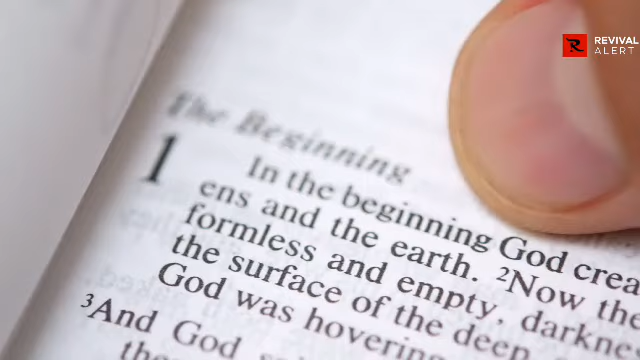 REVIVAL
ALERT
The Beginning
1 In the beginning God crea
ens and the earth. 2Now the
formless and empty, darkne
the surface of the deep
God was hovering
3And God